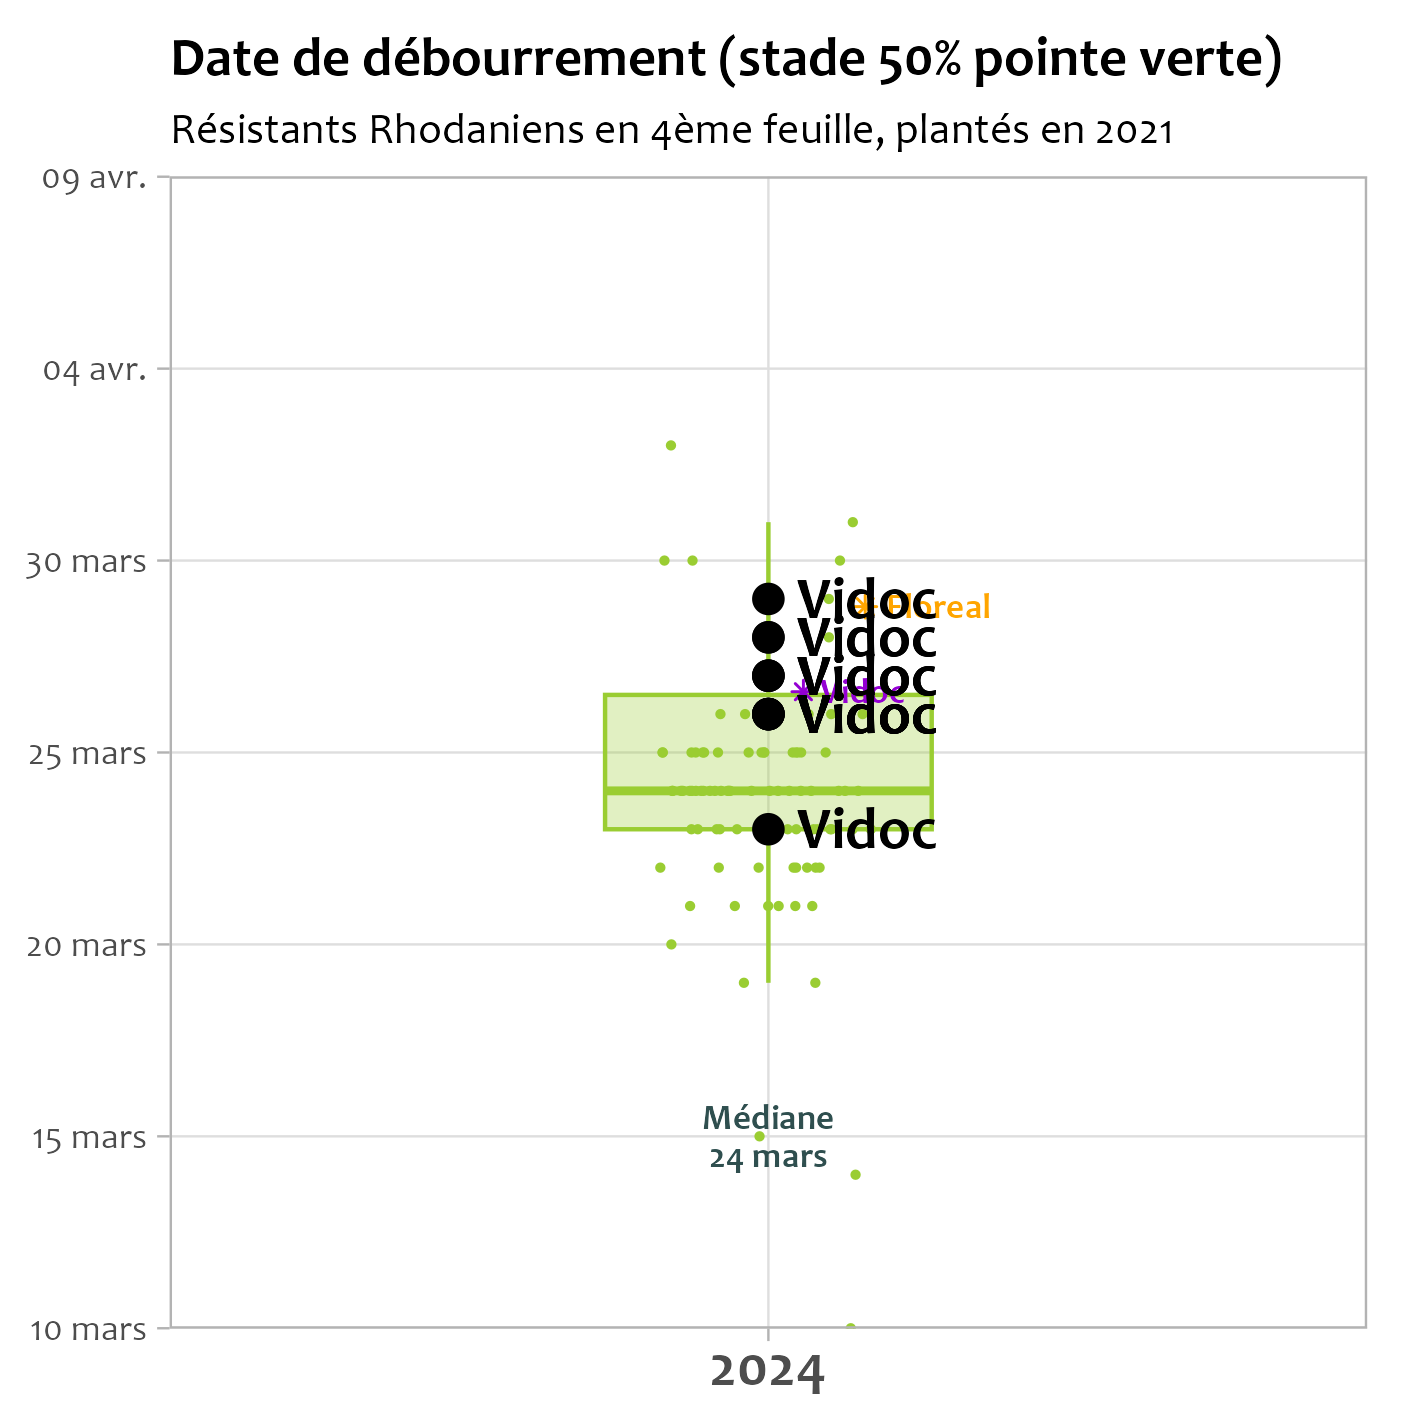 Date de débourrement (stade 50% pointe verte)
Résistants Rhodaniens en 4ème feuille, plantés en 2021
09 avr.
04 avr.
30 mars
Vidoc
Floreal
Vidoc
Vidoc
Vidoc
Vidoc
25 mars
Vidoc
20 mars
Médiane
15 mars
24 mars
10 mars
2024